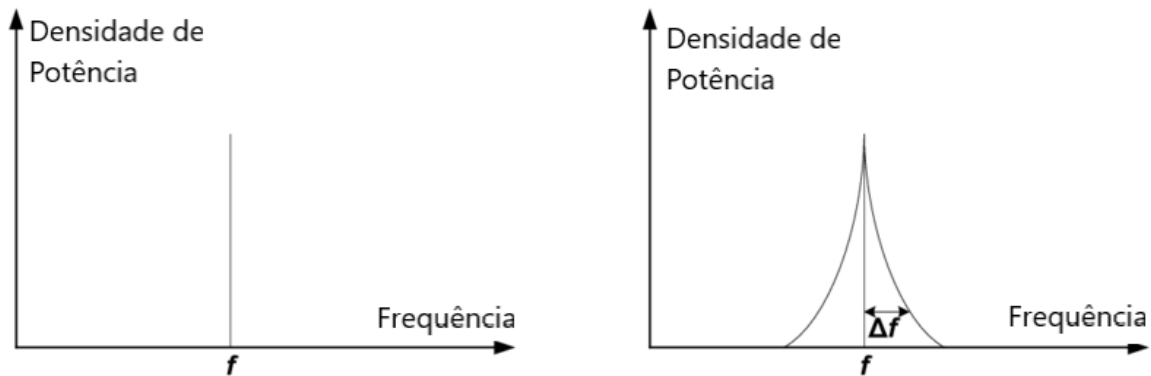 Densidade de
Potência
Frequência
f
Densidade de
Potência
Δf
Frequência
f